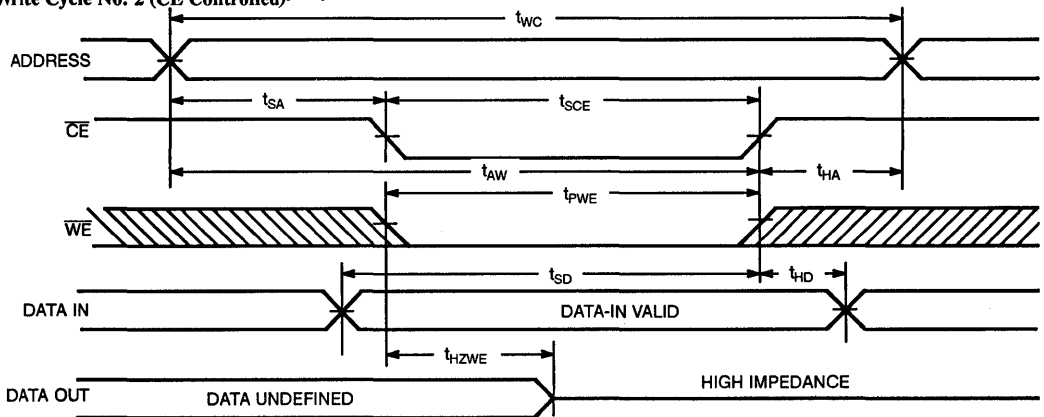 Write Cycle No. 2 (CE Controlled)
tWC
ADDRESS
tSA
tSCE
CE
tAW
tHA
tPWE
WE
tSD
tHD
DATA IN
DATA-IN VALID
tHZWE
DATA OUT
DATA UNDEFINED
HIGH IMPEDANCE